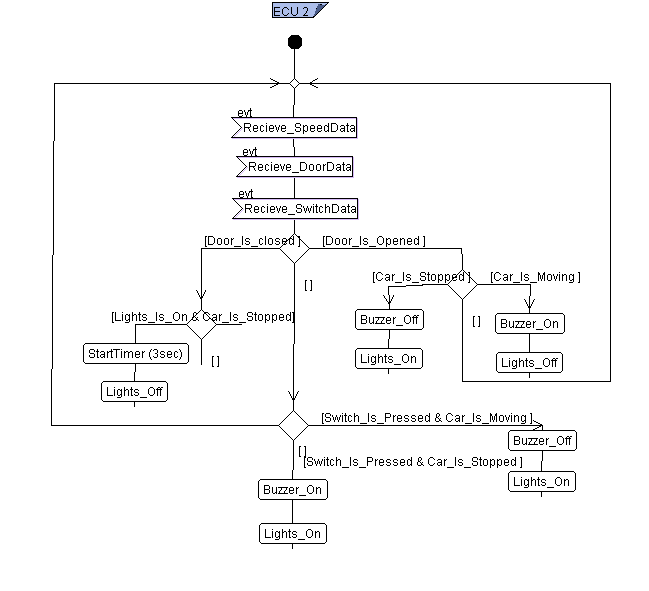 ECU 2
evt
Recieve_SpeedData
evt
Recieve_DoorData
evt
Recieve_SwitchData
[Door_Is_closed ]
[Door_Is_Opened ]
[Car_Is_Stopped ]
[Car_Is_Moving ]
[ ]
[Lights_Is_On & Car_Is_Stopped]
Buzzer_Off
Buzzer_On
[ ]
StartTimer (3sec)
Lights_On
Lights_Off
[ ]
Lights_Off
[Switch_Is_Pressed & Car_Is_Moving ]
Buzzer_Off
[ ]
[Switch_Is_Pressed & Car_Is_Stopped ]
Lights_On
Buzzer_On
Lights_On